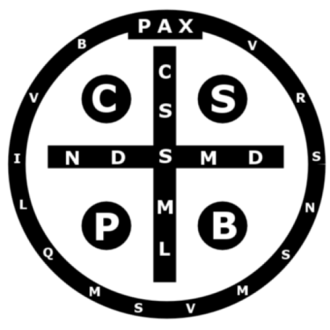 PAX
C S
C
S
N D S M D
M
L
P B
V R S N S M V S M Q L I V B